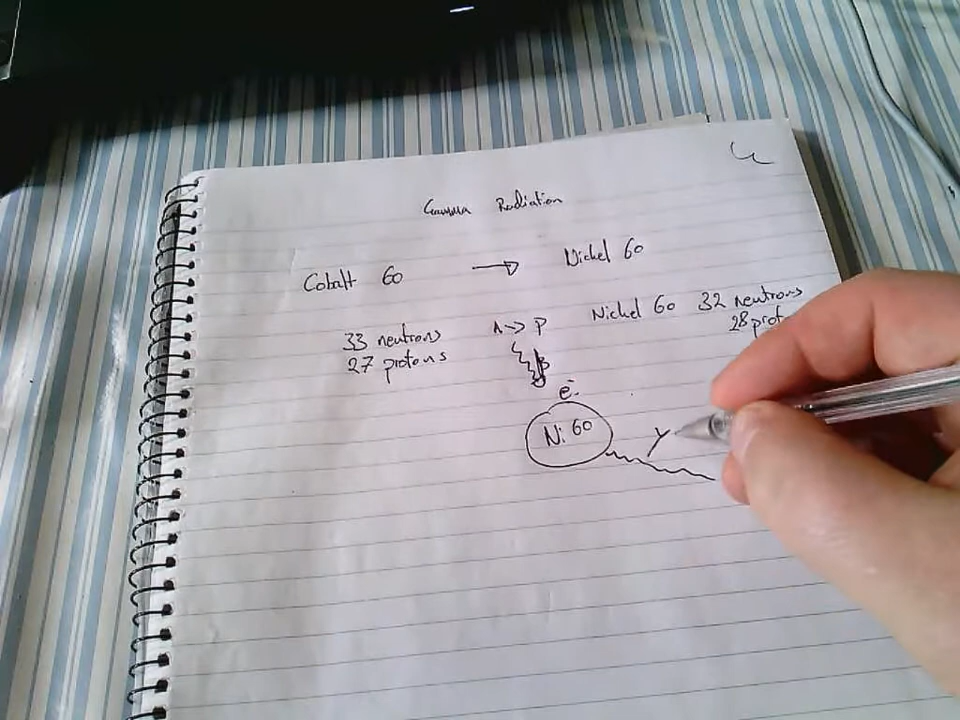 Gamma Radiation
Cobalt 60 → Nickel 60
33 neutrons
27 protons
n → P
e-
Nickel 60 32 neutrons
28 prot
Ni 60
γ